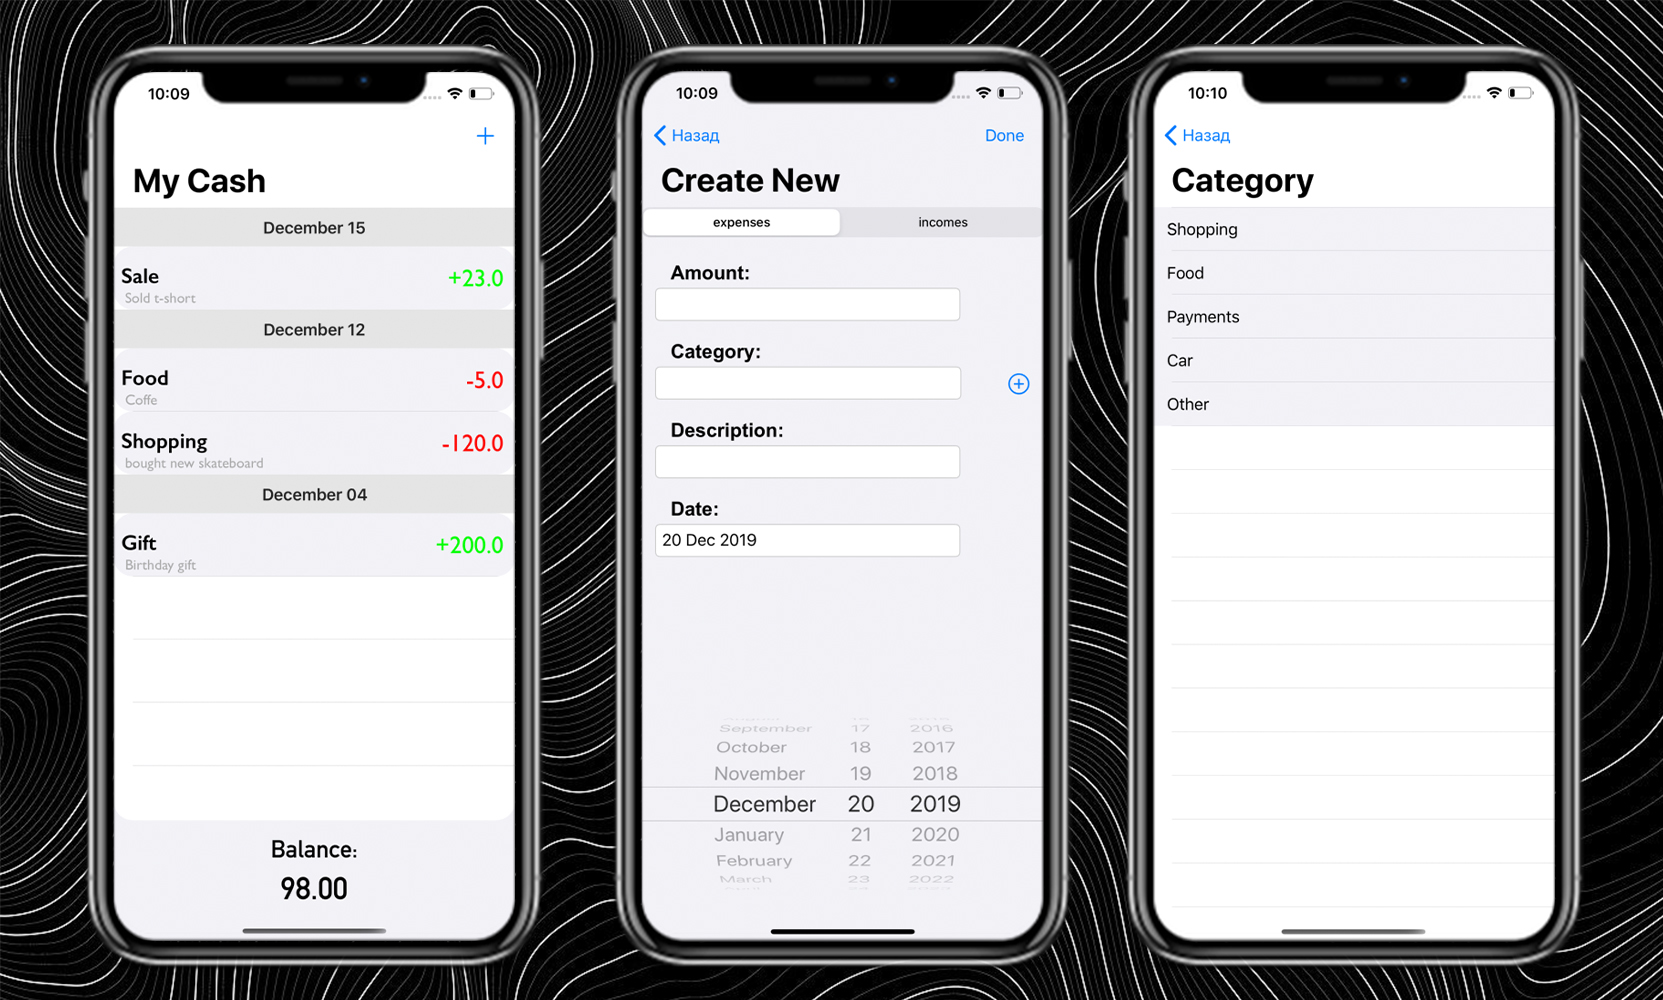 10:09
My Cash
December 15
Sale
+23.0
Sold t-short
December 12
Food
-5.0
Coffe
Shopping
-120.0
bought new skateboard
December 04
Gift
+200.0
Birthday gift
Balance:
98.00
10:09
Назад
Done
Create New
expenses
incomes
Amount:
Category:
Description:
Date:
20 Dec 2019
September 17 2016
October 18 2017
November 19 2018
December 20 2019
January 21 2020
February 22 2021
March 23 2022
10:10
Назад
Category
Shopping
Food
Payments
Car
Other